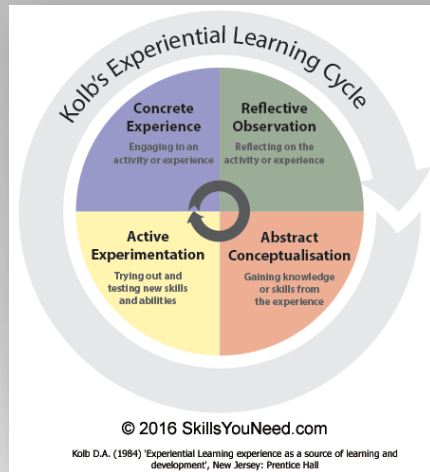 Kolb's Experiential Learning Cycle
Concrete
Experience
Engaging in an
activity or experience
Reflective
Observation
Reflecting on the
activity or experience
Active
Experimentation
Trying out and
testing new skills
and abilities
Abstract
Conceptualisation
Gaining knowledge
or skills from
the experience
© 2016 SkillsYouNeed.com
Kolb D.A. (1984) 'Experiential Learning experience as a source of learning and
development', New Jersey: Prentice Hall